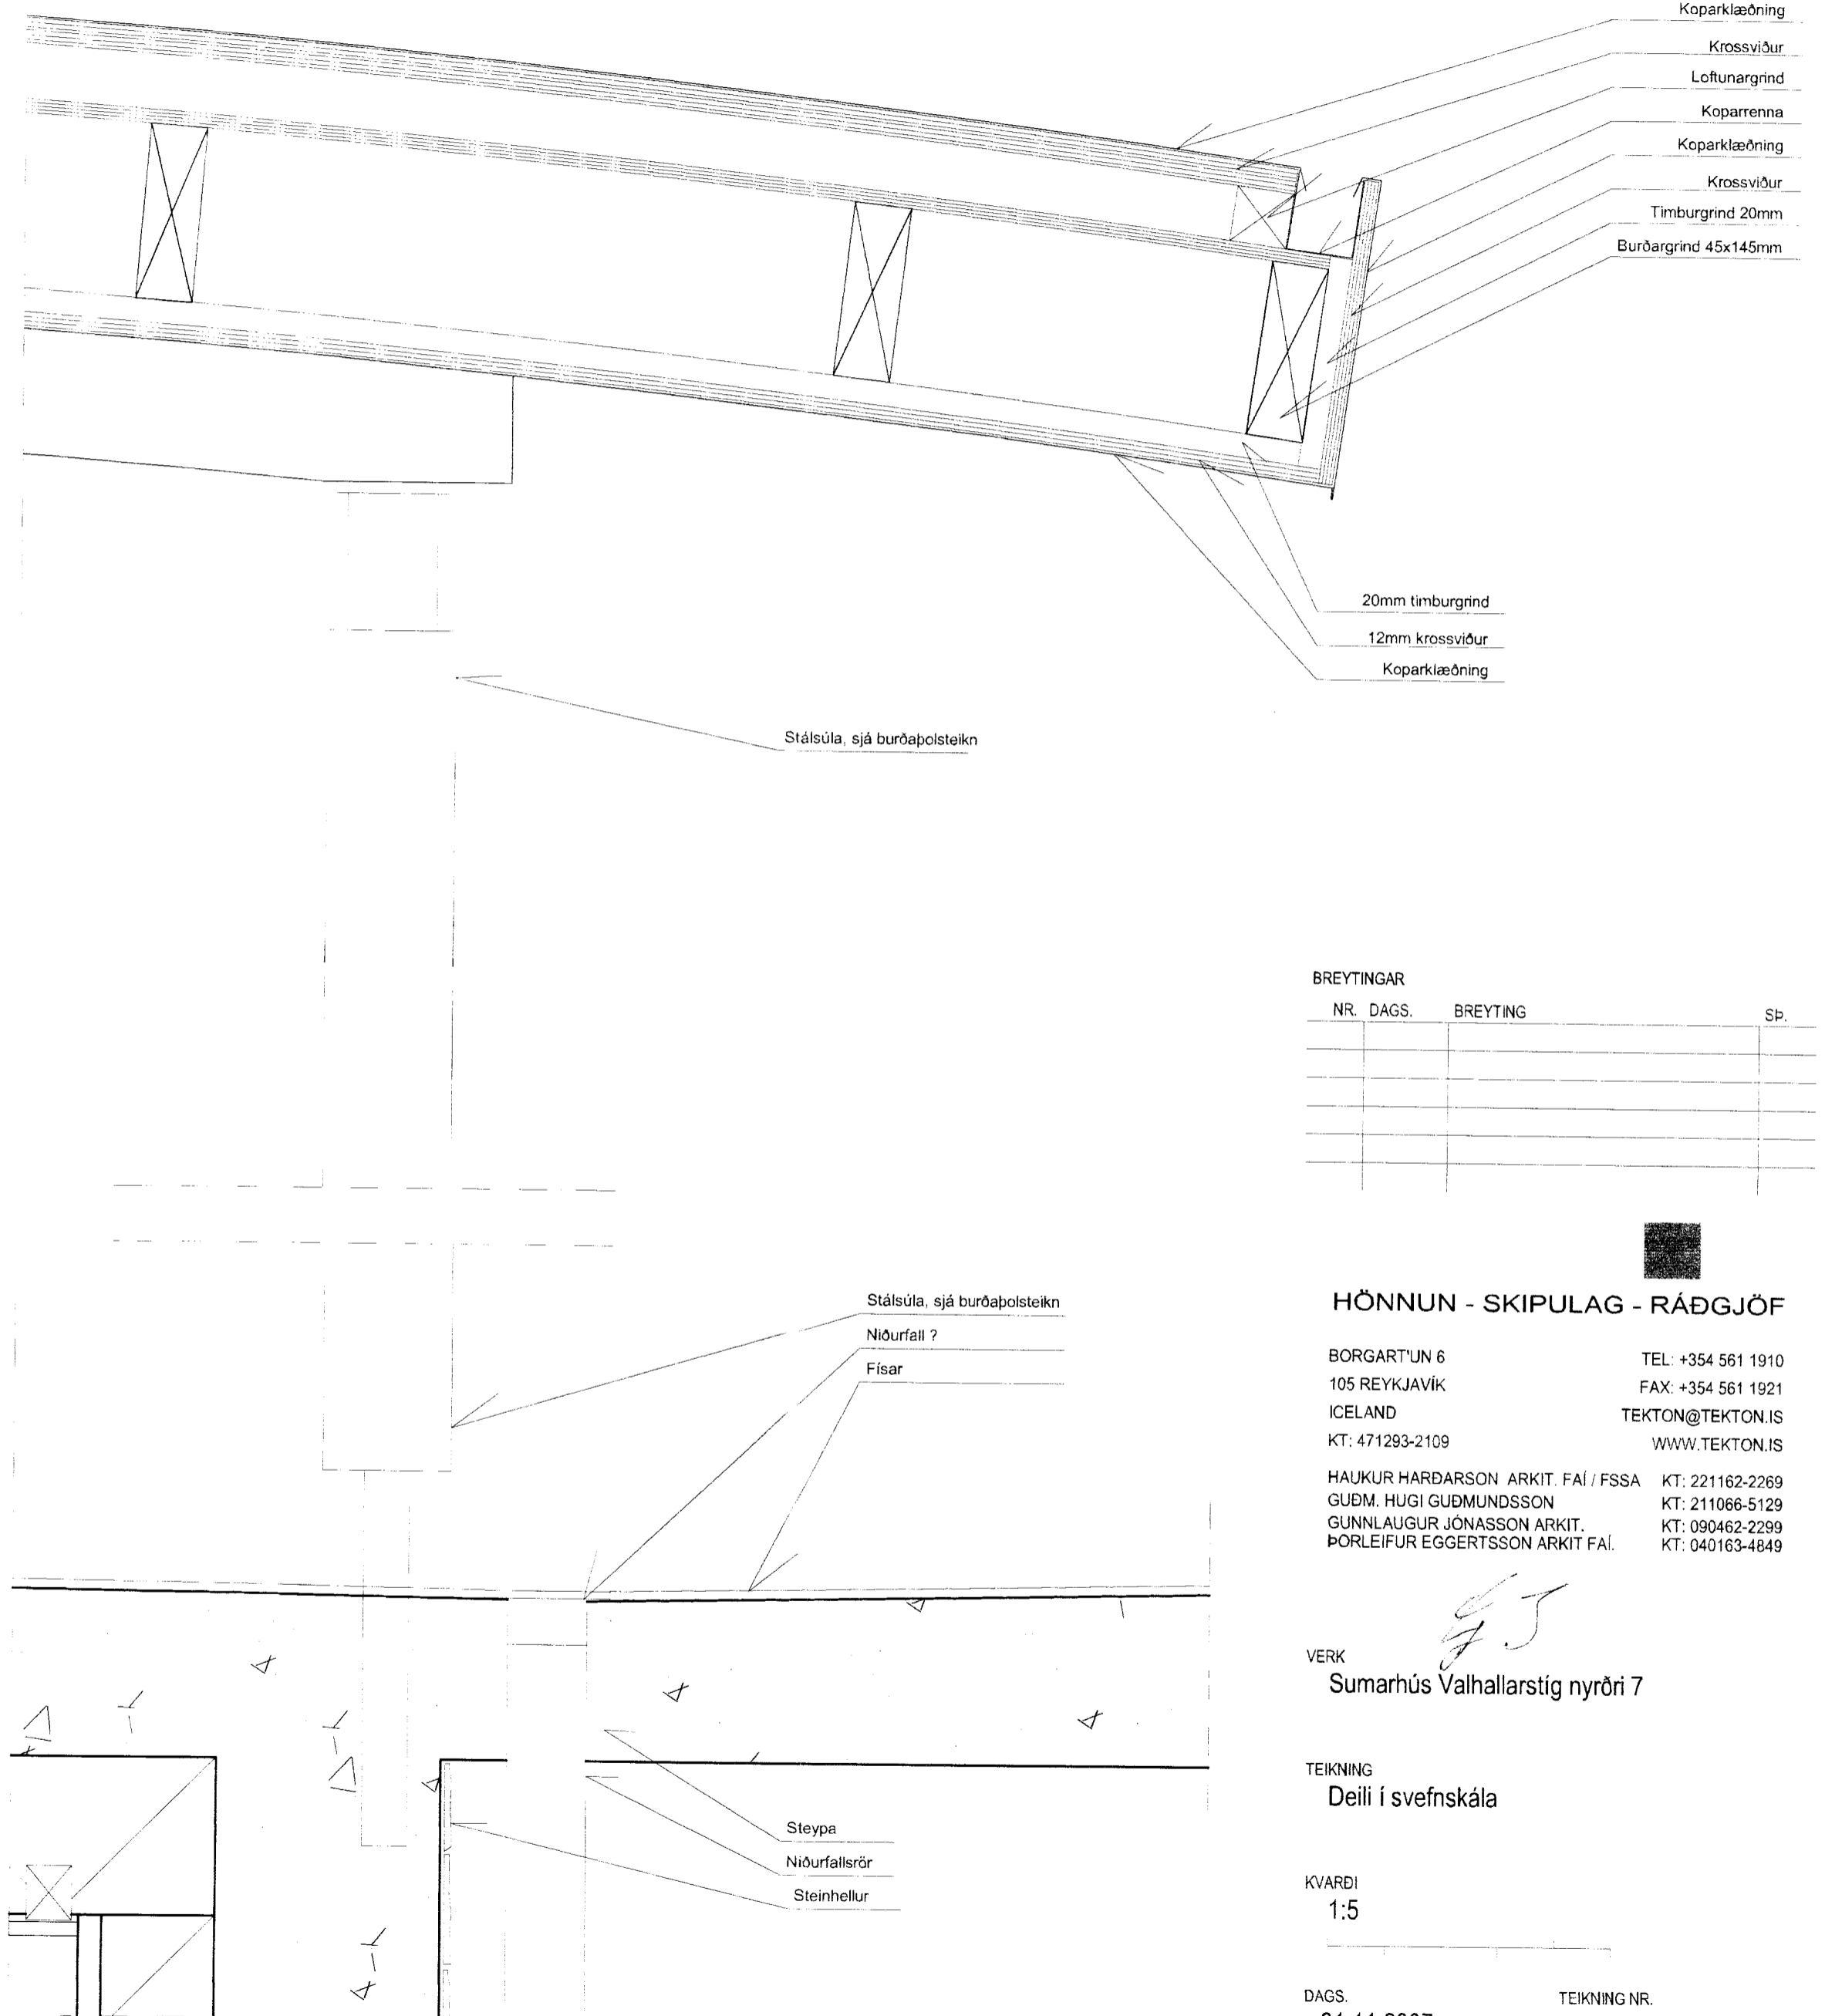 Koparklæðning
Krossviður
Loftunargrind
Koparrenna
Koparklæðning
Krossviður
Timburgrind 20mm
Burðargrind 45x145mm
20mm timburgrind
12mm krossviður
Koparklæðning
Stálsúla, sjá burðaþolsteikn
BREYTINGAR
NR. DAGS. BREYTING SÞ.
Stálsúla, sjá burðaþolsteikn
Niðurfall ?
Físar
HÖNNUN - SKIPULAG - RÁÐGJÖF
BORGART'UN 6 TEL: +354 561 1910
105 REYKJAVÍK FAX: +354 561 1921
ICELAND TEKTON@TEKTON.IS
KT: 471293-2109 WWW.TEKTON.IS
HAUKUR HARÐARSON ARKIT. FAÍ / FSSA KT: 221162-2269
GUÐM. HUGI GUÐMUNDSSON KT: 211066-5129
GUNNLAUGUR JÓNASSON ARKIT. KT: 090462-2299
ÞORLEIFUR EGGERTSSON ARKIT FAÍ. KT: 040163-4849
VERK
Sumarhús Valhallarstíg nyrðri 7
TEIKNING
Deili í svefnskála
Steypa
Niðurfallsrör
Steinhellur
KVARÐI
1:5
DAGS. TEIKNING NR.